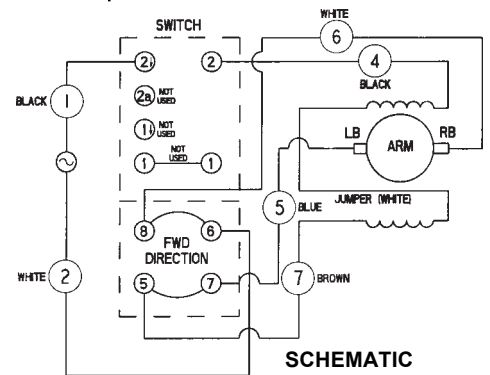 WHITE
6
SWITCH
2↓
2
4
BLACK
2a NOT USED
BLACK 1
1↓ NOT USED
NOT USED
1
1
LB
RB
ARM
JUMPER (WHITE)
5 BLUE
8
6
FWD
DIRECTION
WHITE 2
5
7
7 BROWN
SCHEMATIC